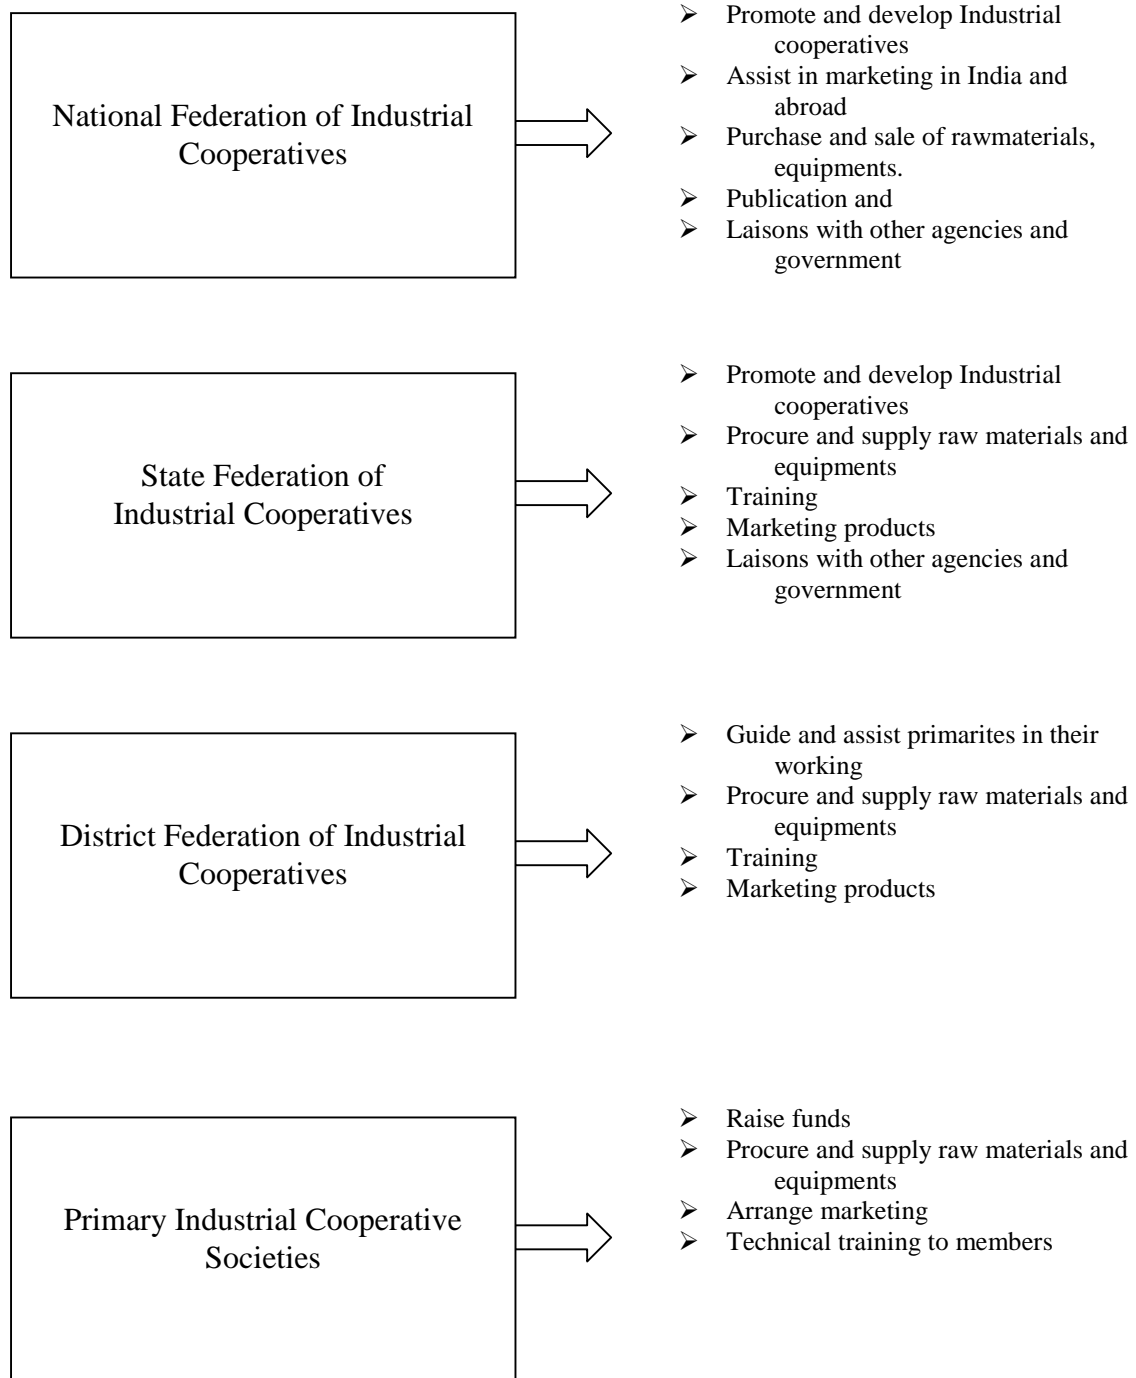 National Federation of Industrial
Cooperatives
➢ Promote and develop Industrial
cooperatives
➢ Assist in marketing in India and
abroad
➢ Purchase and sale of rawmaterials,
equipments.
➢ Publication and
➢ Laisons with other agencies and
government
State Federation of
Industrial Cooperatives
➢ Promote and develop Industrial
cooperatives
➢ Procure and supply raw materials and
equipments
➢ Training
➢ Marketing products
➢ Laisons with other agencies and
government
District Federation of Industrial
Cooperatives
➢ Guide and assist primarites in their
working
➢ Procure and supply raw materials and
equipments
➢ Training
➢ Marketing products
Primary Industrial Cooperative
Societies
➢ Raise funds
➢ Procure and supply raw materials and
equipments
➢ Arrange marketing
➢ Technical training to members